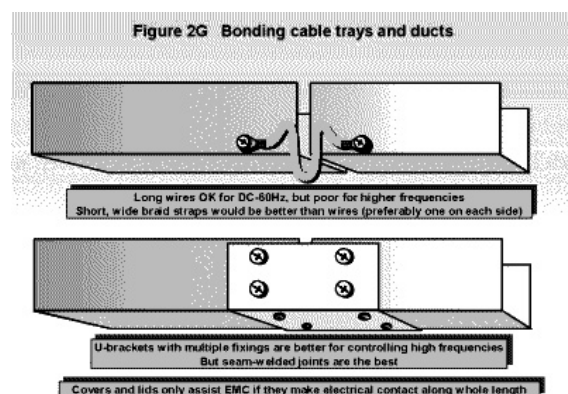 Figure 2G Bonding cable trays and ducts
Long wires OK for DC-60Hz, but poor for higher frequencies
Short, wide braid straps would be better than wires (preferably one on each side)
U-brackets with multiple fixings are better for controlling high frequencies
But seam-welded joints are the best
Covers and lids only assist EMC if they make electrical contact along whole length